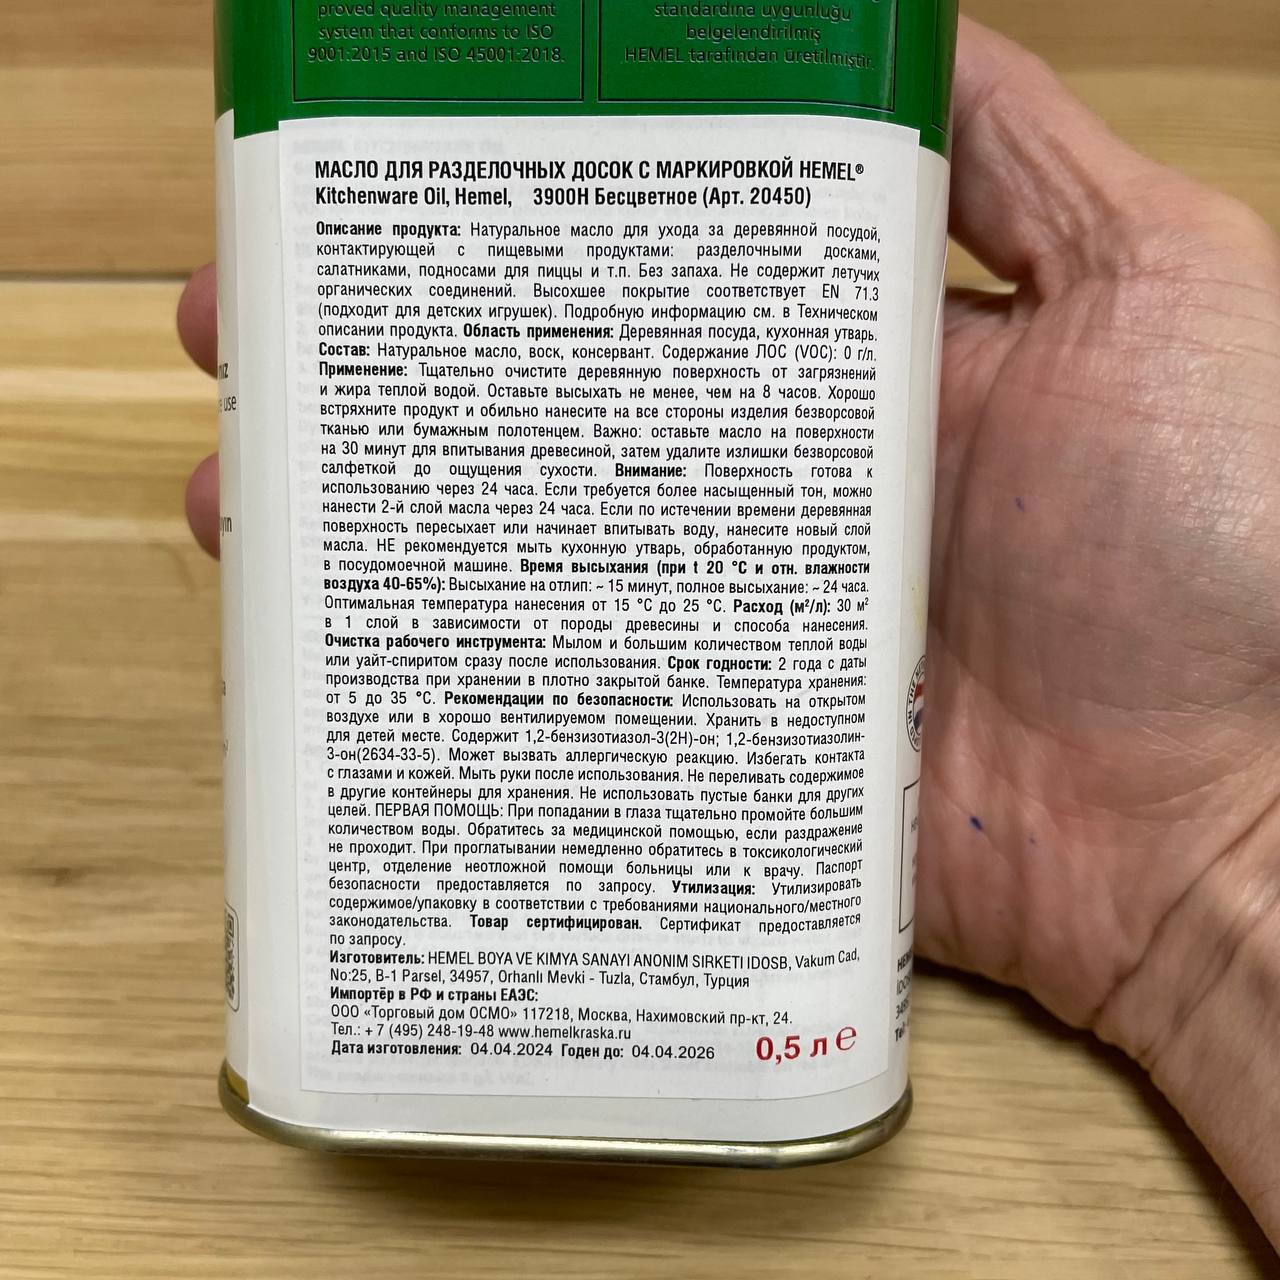 proved quality management
system that conforms to ISO
9001:2015 and ISO 45001:2018.
standardına uygunluğu
belgelendirilmiş
HEMEL tarafından üretilmiştir.
МАСЛО ДЛЯ РАЗДЕЛОЧНЫХ ДОСОК С МАРКИРОВКОЙ HEMEL®
Kitchenware Oil, Hemel, 3900H Бесцветное (Арт. 20450)
Описание продукта: Натуральное масло для ухода за деревянной посудой,
контактирующей с пищевыми продуктами: разделочными досками,
салатниками, подносами для пиццы и т.п. Без запаха. Не содержит летучих
органических соединений. Высохшее покрытие соответствует EN 71.3
(подходит для детских игрушек). Подробную информацию см. в Техническом
описании продукта. Область применения: Деревянная посуда, кухонная утварь.
Состав: Натуральное масло, воск, консервант. Содержание ЛОС (VOC): 0 г/л.
Применение: Тщательно очистите деревянную поверхность от загрязнений
и жира теплой водой. Оставьте высыхать не менее, чем на 8 часов. Хорошо
встряхните продукт и обильно нанесите на все стороны изделия безворсовой
тканью или бумажным полотенцем. Важно: оставьте масло на поверхности
на 30 минут для впитывания древесиной, затем удалите излишки безворсовой
салфеткой до ощущения сухости. Внимание: Поверхность готова к
использованию через 24 часа. Если требуется более насыщенный тон, можно
нанести 2-й слой масла через 24 часа. Если по истечении времени деревянная
поверхность пересыхает или начинает впитывать воду, нанесите новый слой
масла. НЕ рекомендуется мыть кухонную утварь, обработанную продуктом,
в посудомоечной машине. Время высыхания (при t 20 °C и отн. влажности
воздуха 40-65%): Высыхание на отлип: ~ 15 минут, полное высыхание: ~ 24 часа.
Оптимальная температура нанесения от 15 °C до 25 °C. Расход (м²/л): 30 м²
в 1 слой в зависимости от породы древесины и способа нанесения.
Очистка рабочего инструмента: Мылом и большим количеством теплой воды
или уайт-спиритом сразу после использования. Срок годности: 2 года с даты
производства при хранении в плотно закрытой банке. Температура хранения:
от 5 до 35 °C. Рекомендации по безопасности: Использовать на открытом
воздухе или в хорошо вентилируемом помещении. Хранить в недоступном
для детей месте. Содержит 1,2-бензизотиазол-3(2H)-он; 1,2-бензизотиазолин-
3-он(2634-33-5). Может вызвать аллергическую реакцию. Избегать контакта
с глазами и кожей. Мыть руки после использования. Не переливать содержимое
в другие контейнеры для хранения. Не использовать пустые банки для других
целей. ПЕРВАЯ ПОМОЩЬ: При попадании в глаза тщательно промойте большим
количеством воды. Обратитесь за медицинской помощью, если раздражение
не проходит. При проглатывании немедленно обратитесь в токсикологический
центр, отделение неотложной помощи больницы или к врачу. Паспорт
безопасности предоставляется по запросу. Утилизация: Утилизировать
содержимое/упаковку в соответствии с требованиями национального/местного
законодательства. Товар сертифицирован. Сертификат предоставляется
по запросу.
Изготовитель: HEMEL BOYA VE KIMYA SANAYI ANONIM SIRKETI IDOSB, Vakum Cad,
No:25, B-1 Parsel, 34957, Orhanlı Mevki - Tuzla, Стамбул, Турция
Импортёр в РФ и страны ЕАЭС:
ООО «Торговый дом ОСМО» 117218, Москва, Нахимовский пр-кт, 24.
Тел.: + 7 (495) 248-19-48 www.hemelkraska.ru
Дата изготовления: 04.04.2024 Годен до: 04.04.2026
0,5 л ℮